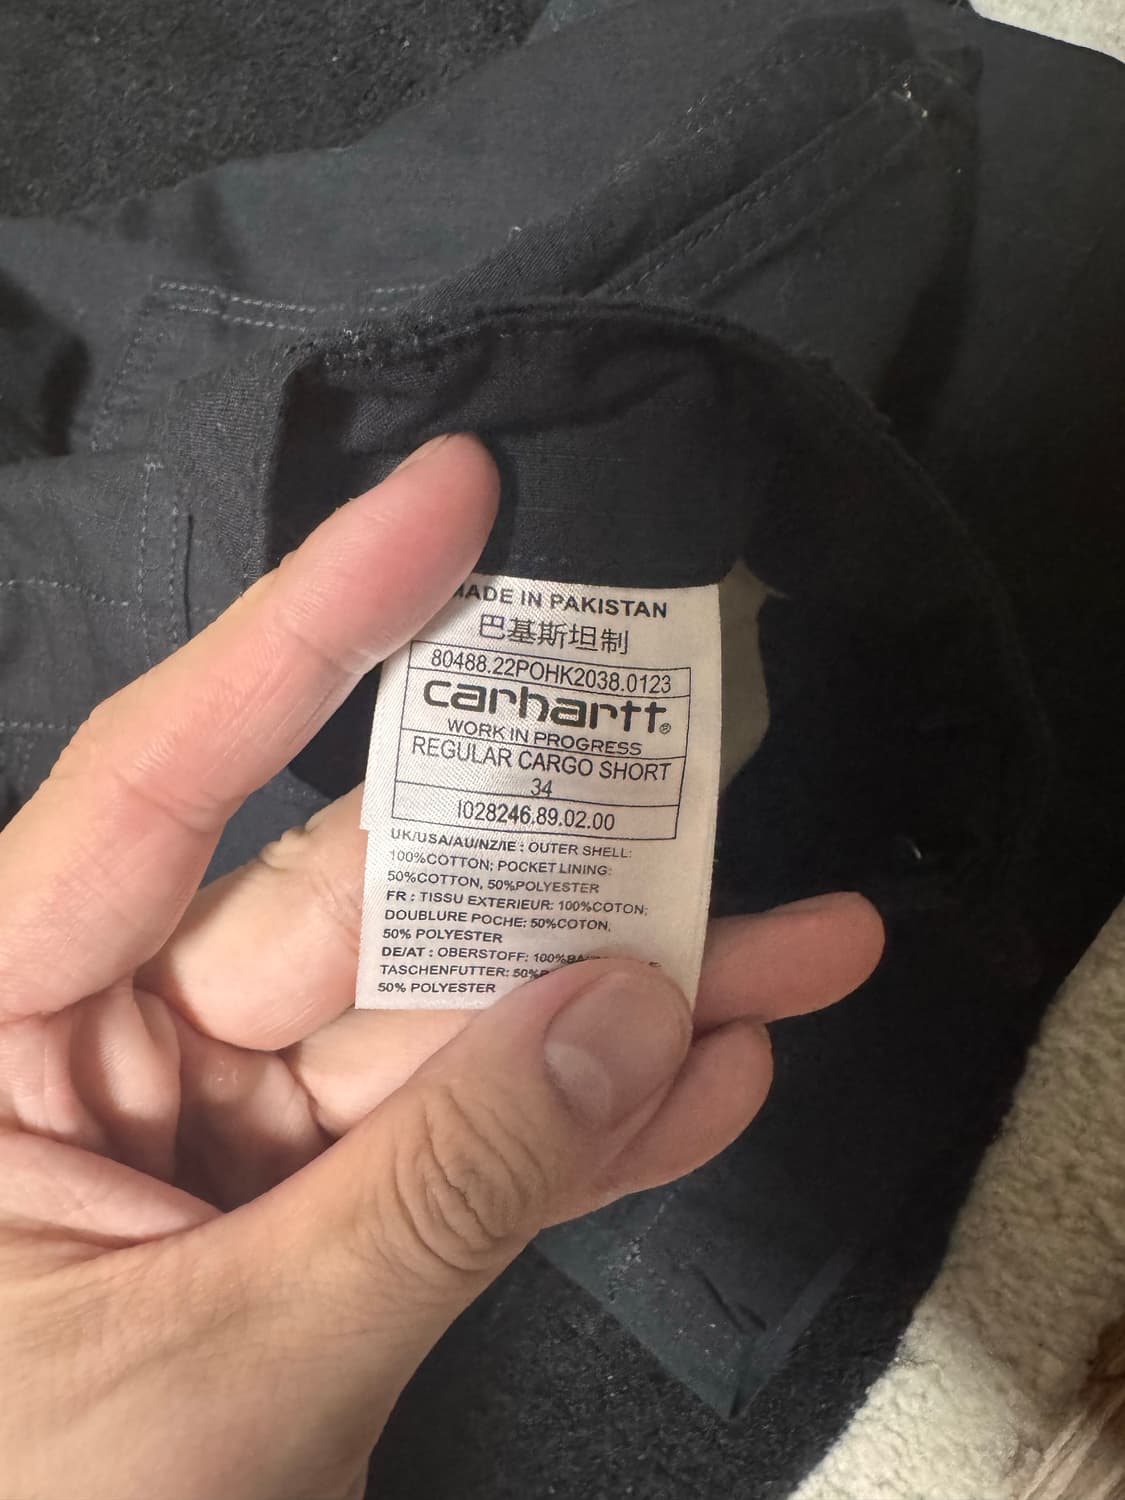 MADE IN PAKISTAN
巴基斯坦制
80488.22POHK2038.0123
carhartt®
WORK IN PROGRESS
REGULAR CARGO SHORT
34
I028246.89.02.00
UK/USA/AU/NZ/IE : OUTER SHELL:
100%COTTON; POCKET LINING:
50%COTTON, 50%POLYESTER
FR : TISSU EXTERIEUR: 100%COTON;
DOUBLURE POCHE: 50%COTON,
50% POLYESTER
DE/AT : OBERSTOFF: 100%
TASCHENFUTTER: 50%
50% POLYESTER